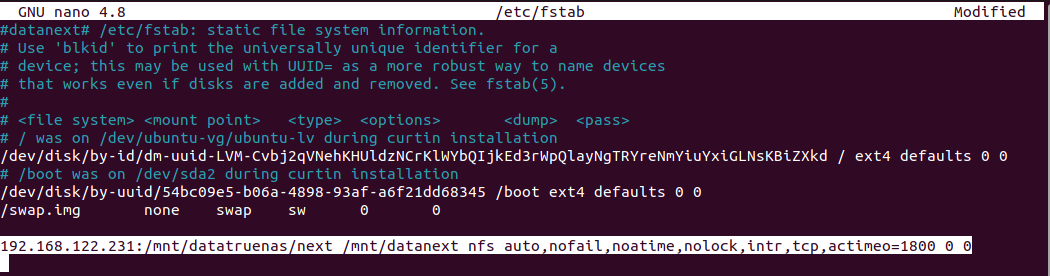 GNU nano 4.8 /etc/fstab Modified
#datanext# /etc/fstab: static file system information.
# Use 'blkid' to print the universally unique identifier for a
# device; this may be used with UUID= as a more robust way to name devices
# that works even if disks are added and removed. See fstab(5).
#
# <file system> <mount point>   <type>  <options>       <dump>  <pass>
# / was on /dev/ubuntu-vg/ubuntu-lv during curtin installation
/dev/disk/by-id/dm-uuid-LVM-Cvbj2qVNehKHUldzNCrKlWYbQIjkEd3rWpQlayNgTRYreNmYiuYxiGLNsKBiZXkd / ext4 defaults 0 0
# /boot was on /dev/sda2 during curtin installation
/dev/disk/by-uuid/54bc09e5-b06a-4898-93af-a6f21dd68345 /boot ext4 defaults 0 0
/swap.img       none    swap    sw      0       0
192.168.122.231:/mnt/datatruenas/next /mnt/datanext nfs auto,nofail,noatime,nolock,intr,tcp,actimeo=1800 0 0